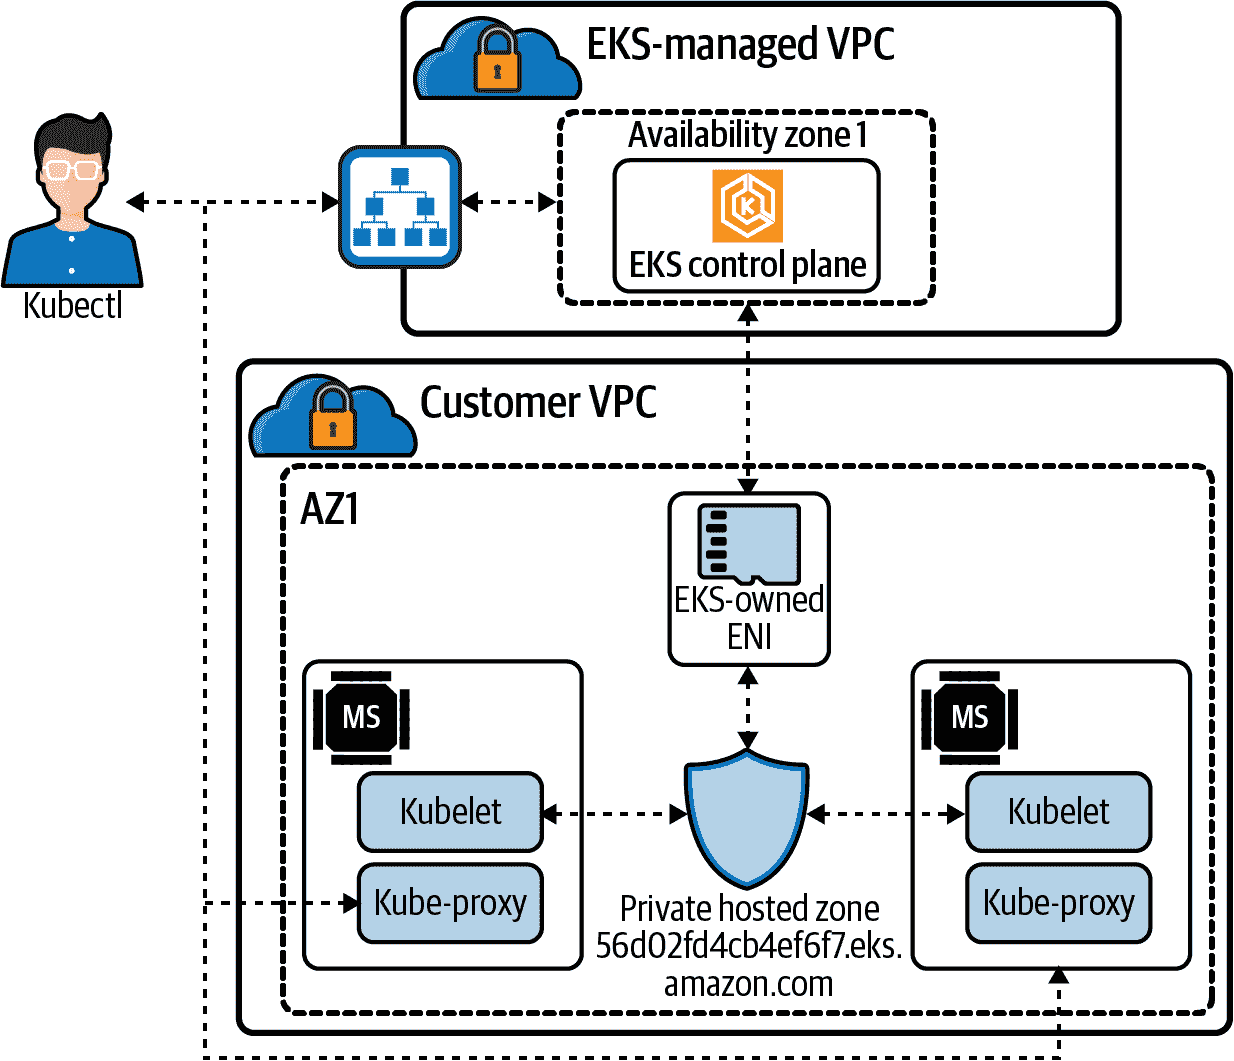 EKS-managed VPC
Availability zone 1
K
EKS control plane
Kubectl
Customer VPC
AZ1
EKS-owned
ENI
MS
Kubelet
Kube-proxy
Private hosted zone
56d02fd4cb4ef6f7.eks.
amazon.com
MS
Kubelet
Kube-proxy